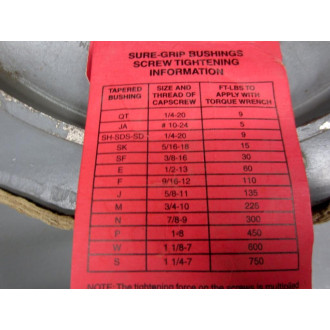 SURE-GRIP BUSHINGS
SCREW TIGHTENING
INFORMATION
TAPERED BUSHING SIZE AND THREAD OF CAPSCREW FT-LBS TO APPLY WITH TORQUE WRENCH
QT 1/4-20 9
JA # 10-24 5
SH-SDS-SD 1/4-20 9
SK 5/16-18 15
SF 3/8-16 30
E 1/2-13 60
F 9/16-12 110
J 5/8-11 135
M 3/4-10 225
N 7/8-9 300
P 1-8 450
W 1 1/8-7 600
S 1 1/4-7 750
NOTE: The tightening force on the screws is multiplied